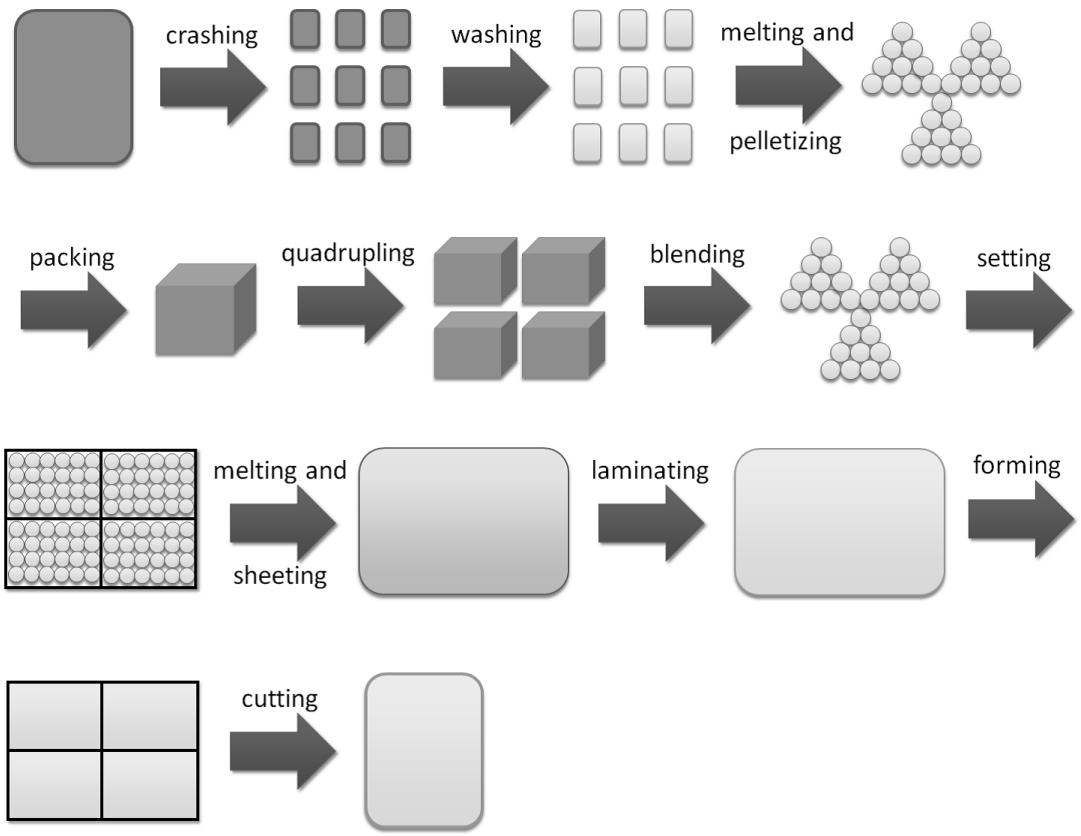 crashing
washing
melting and
pelletizing
packing
quadrupling
blending
setting
melting and
sheeting
laminating
forming
cutting